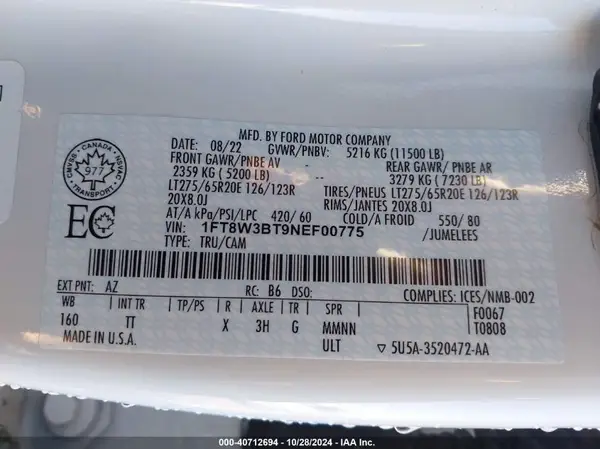 MFD. BY FORD MOTOR COMPANY
DATE: 08/22 GVWR/PNBV: 5216 KG (11500 LB)
FRONT GAWR/PNBE AV REAR GAWR/ PNBE AR
2359 KG ( 5200 LB) -- 3279 KG ( 7230 LB)
LT275/65R20E 126/123R TIRES/PNEUS LT275/65R20E 126/123R
20X8.0J RIMS/JANTES 20X8.0J
AT/A kPa/PSI/LPC 420/ 60 COLD/A FROID 550/ 80
VIN: 1FT8W3BT9NEF00775 /JUMELEES
TYPE: TRU/CAM
CANADA
977
NSVAC
EC
EXT PNT: AZ RC: B6 DSO: COMPLIES: ICES/NMB-002
WB INT TR TP/PS R AXLE TR SPR F0067
160 TT X 3H G MMNN T0808
MADE IN U.S.A. ULT ▽ 5U5A-3520472-AA
000-40712694 | 10/28/2024 | IAA Inc.